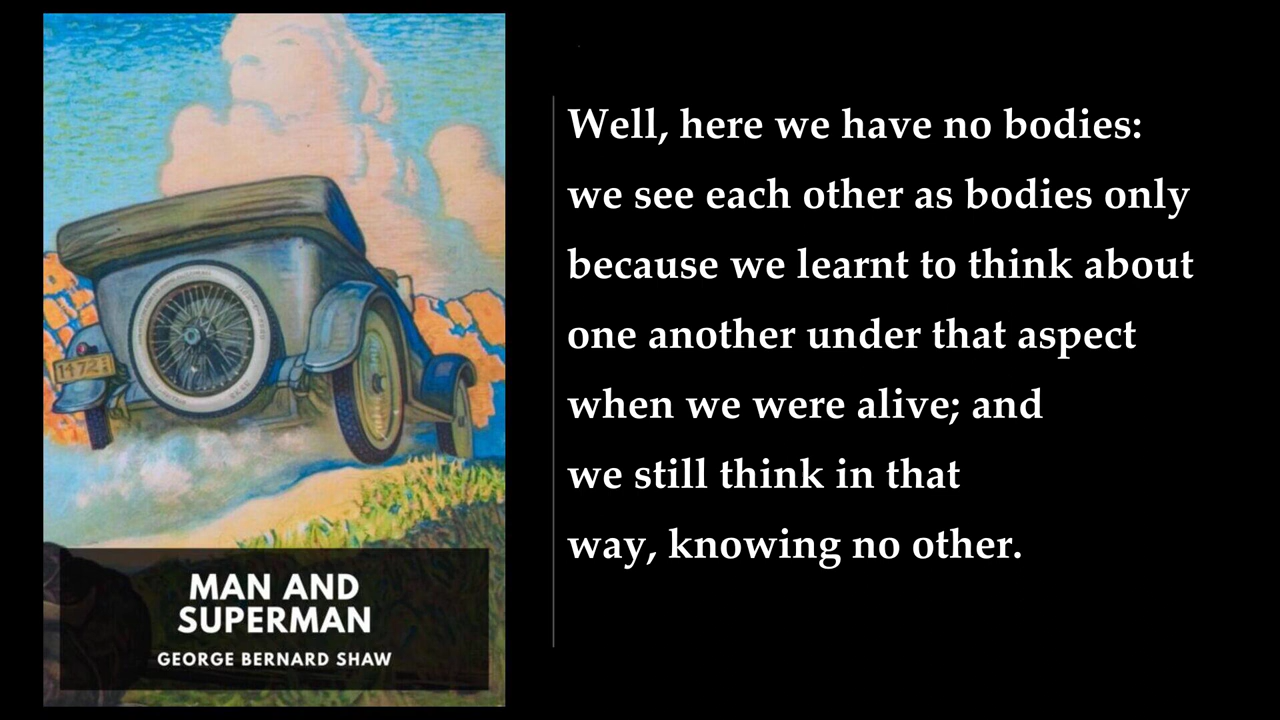 Well, here we have no bodies:
we see each other as bodies only
because we learnt to think about
one another under that aspect
when we were alive; and
we still think in that
way, knowing no other.
1472
MAN AND
SUPERMAN
GEORGE BERNARD SHAW